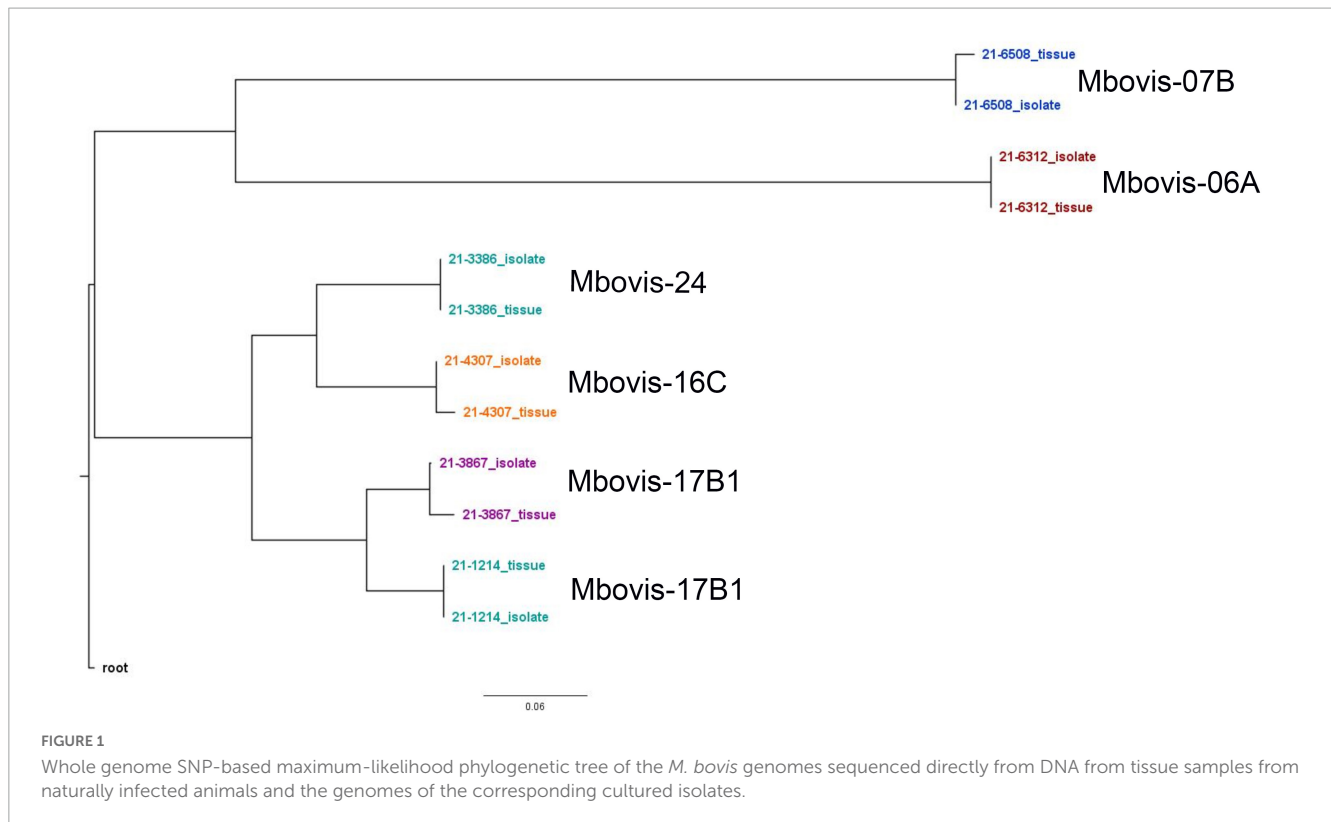 21-6508_tissue
Mbovis-07B
21-6508_isolate
21-6312_isolate
Mbovis-06A
21-6312_tissue
21-3386_isolate
Mbovis-24
21-3386_tissue
21-4307_isolate
Mbovis-16C
21-4307_tissue
21-3867_isolate
Mbovis-17B1
21-3867_tissue
21-1214_tissue
Mbovis-17B1
21-1214_isolate
root
0.06
FIGURE 1
Whole genome SNP-based maximum-likelihood phylogenetic tree of the M. bovis genomes sequenced directly from DNA from tissue samples from
naturally infected animals and the genomes of the corresponding cultured isolates.